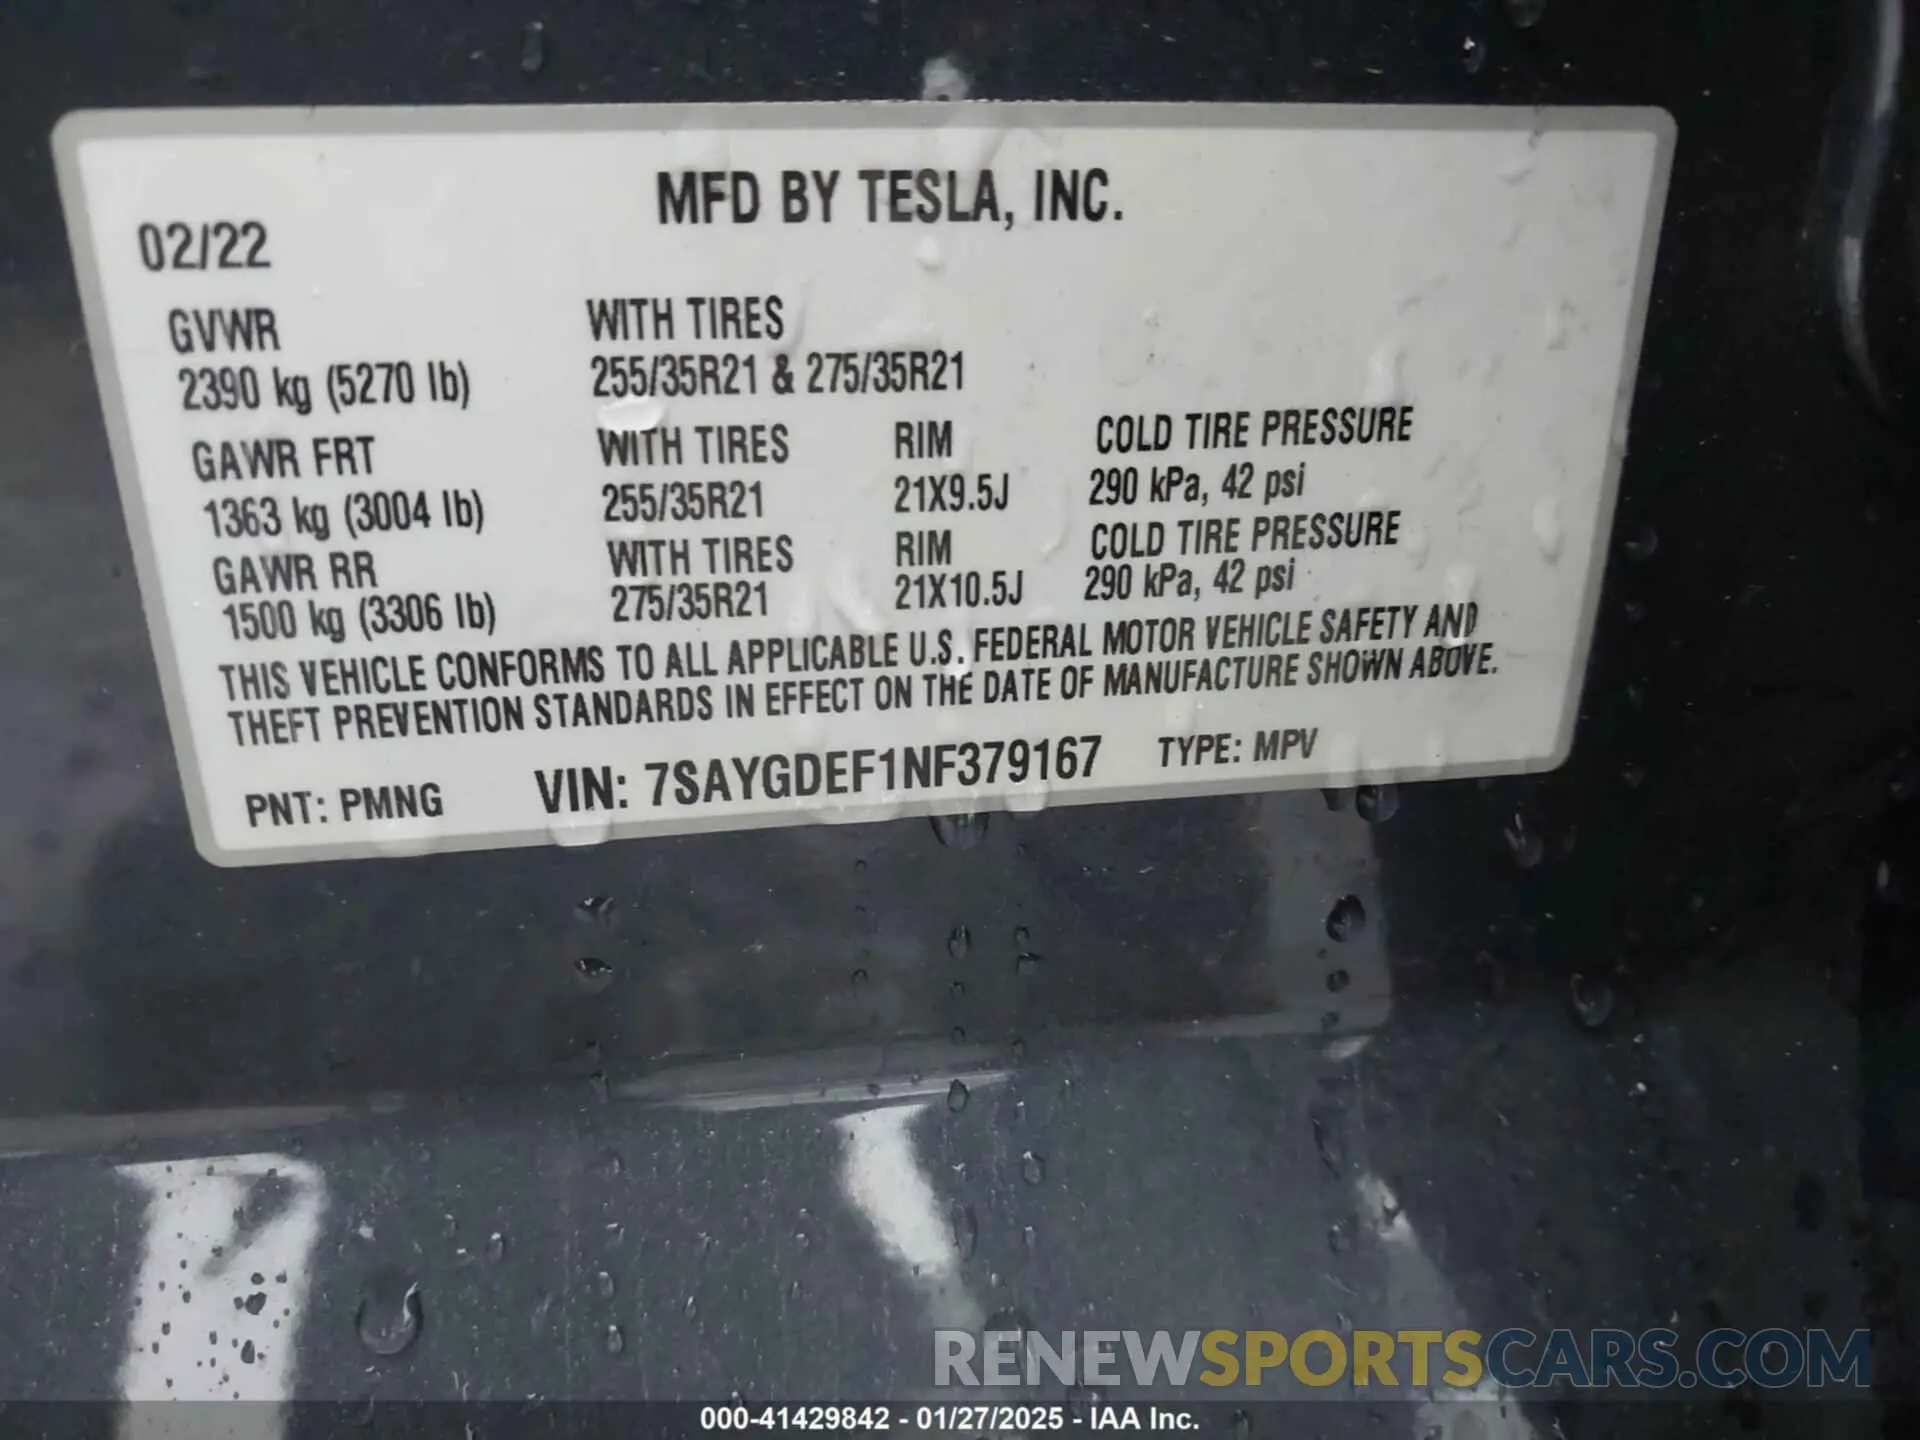 MFD BY TESLA, INC.
02/22
GVWR WITH TIRES
2390 kg (5270 lb) 255/35R21 & 275/35R21
GAWR FRT WITH TIRES RIM COLD TIRE PRESSURE
1363 kg (3004 lb) 255/35R21 21X9.5J 290 kPa, 42 psi
GAWR RR WITH TIRES RIM COLD TIRE PRESSURE
1500 kg (3306 lb) 275/35R21 21X10.5J 290 kPa, 42 psi
THIS VEHICLE CONFORMS TO ALL APPLICABLE U.S. FEDERAL MOTOR VEHICLE SAFETY AND
THEFT PREVENTION STANDARDS IN EFFECT ON THE DATE OF MANUFACTURE SHOWN ABOVE.
PNT: PMNG VIN: 7SAYGDEF1NF379167 TYPE: MPV
RENEWSPORTSCARS.COM
000-41429842 - 01/27/2025 - IAA Inc.